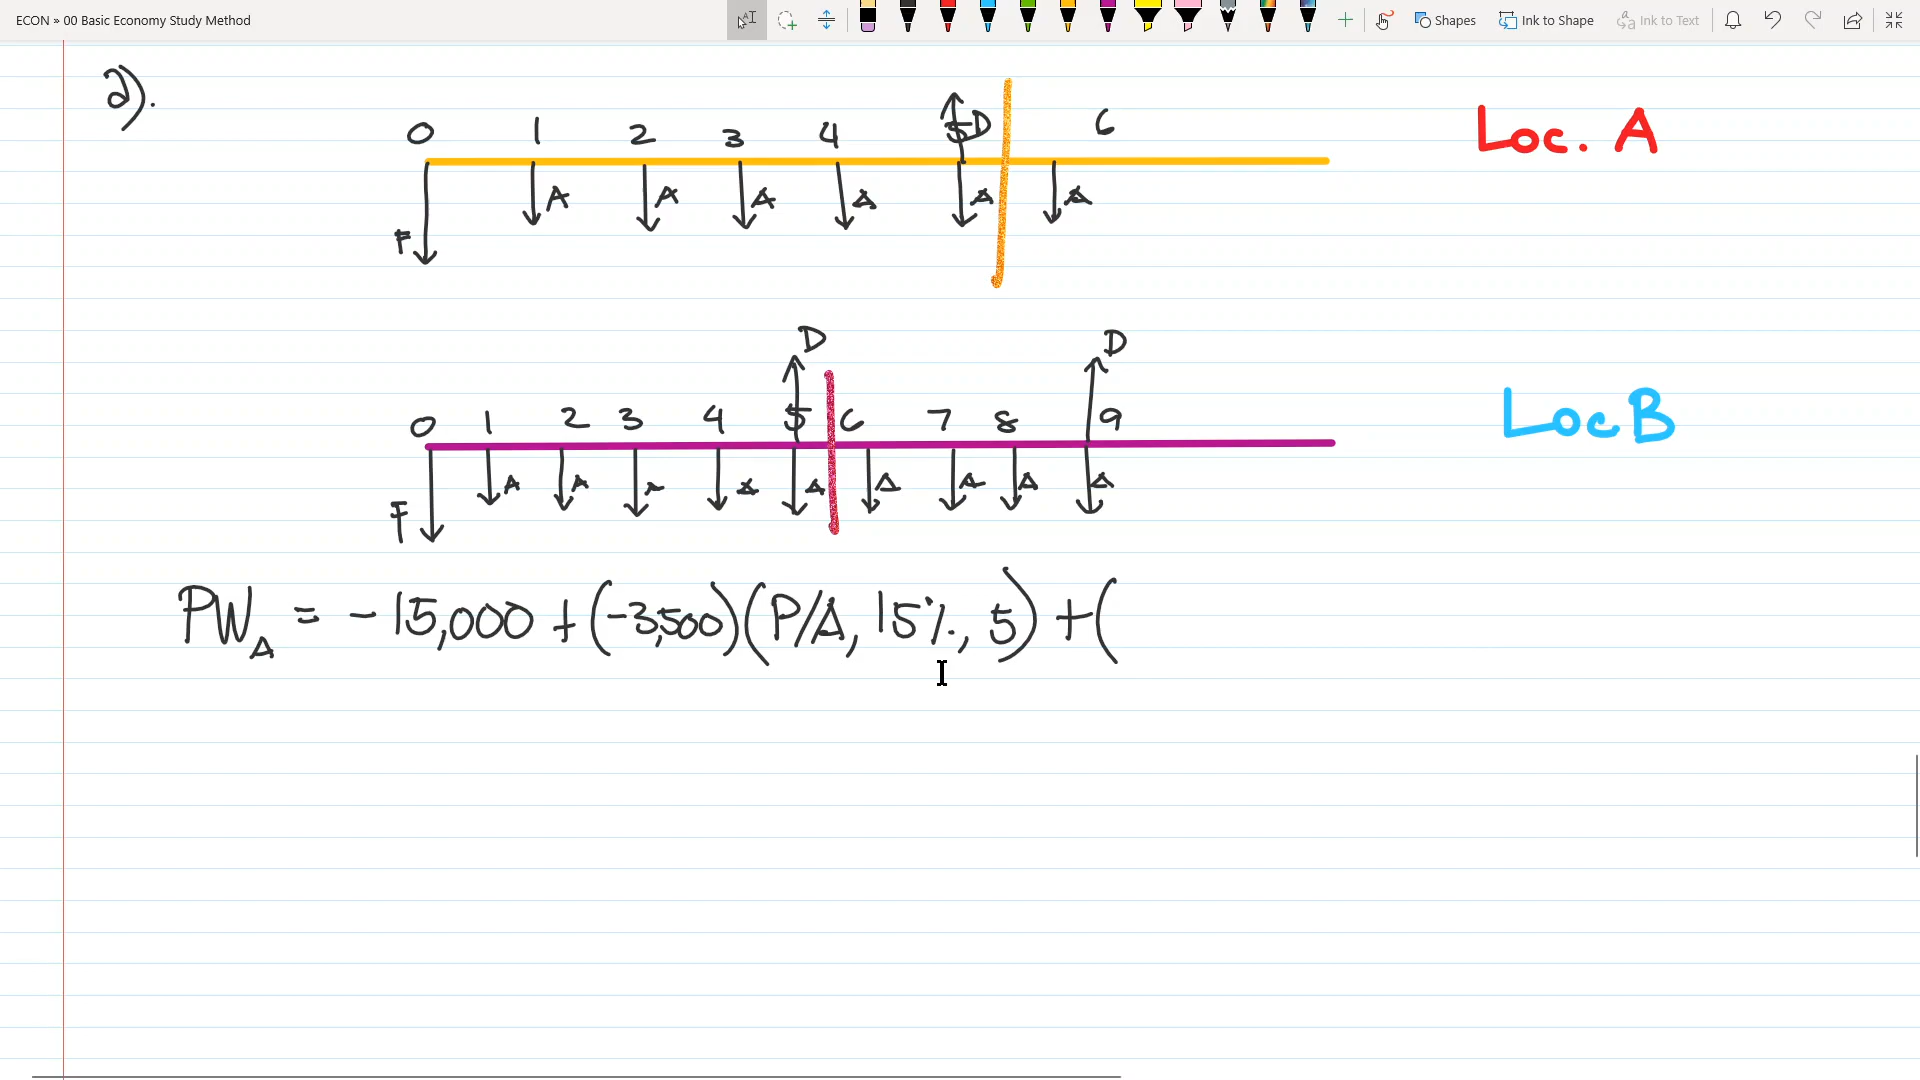 ECON » 00 Basic Economy Study Method
Shapes Ink to Shape Ink to Text
a).
0 1 2 3 4 5 D 6
Loc. A
A A A A A A
F
D D
0 1 2 3 4 5 6 7 8 9
Loc B
A A A A A A A A A
F
PW_A = - 15,000 + (-3,500)(P/A, 15%, 5) + (